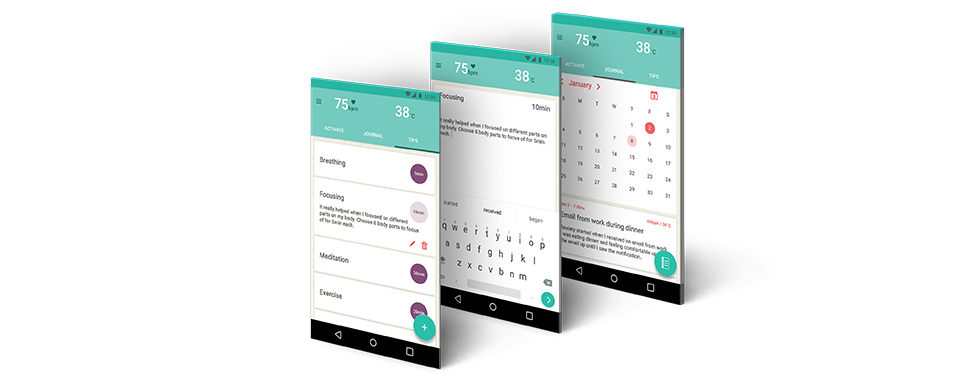 75
bpm
38
°C
ACTIVATE
JOURNAL
TIPS
Breathing
5min
Focusing
10min
It really helped when I focused on different
parts on my body. Choose 6 body parts to focus
of for 5min each.
Meditation
30min
Exercise
+
75
bpm
38
°C
Focusing
10min
It really helped when I focused on different parts on
my body. Choose 6 body parts to focus of for 5min
each.
started received began
q w e r t y u i o p
a s d f g h j k l
z x c v b n m
75
bpm
38
°C
ACTIVATE
JOURNAL
TIPS
January
S M T W T F S
1 2 3
4 5 6 7 8 9 10
11 12 13 14 15 16 17
18 19 20 21 22 23 24
25 26 27 28 29 30 31
Email from work during dinner
anxiety started when I received an email from work
was eating dinner and feeling comfortable
the email up until I saw the notification.